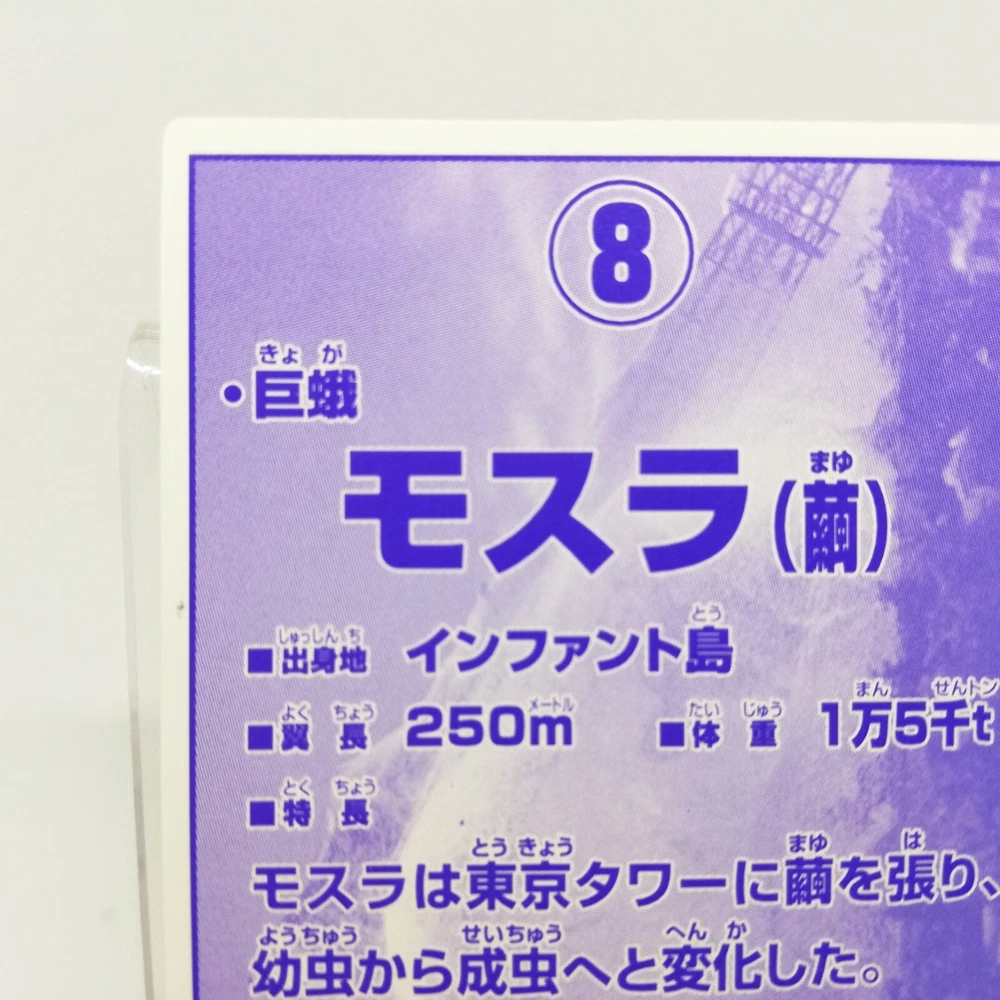 8
きょ が
・巨蛾
まゆ
モスラ(繭)
しゅっしん ち とう
■出身地 インファント島
よく ちょう メートル たい じゅう まん せんトン
■翼 長 250m ■体 重 1万5千t
とく ちょう
■特 長
とう きょう まゆ は
モスラは東京タワーに繭を張り、
ようちゅう せいちゅう へん か
幼虫から成虫へと変化した。